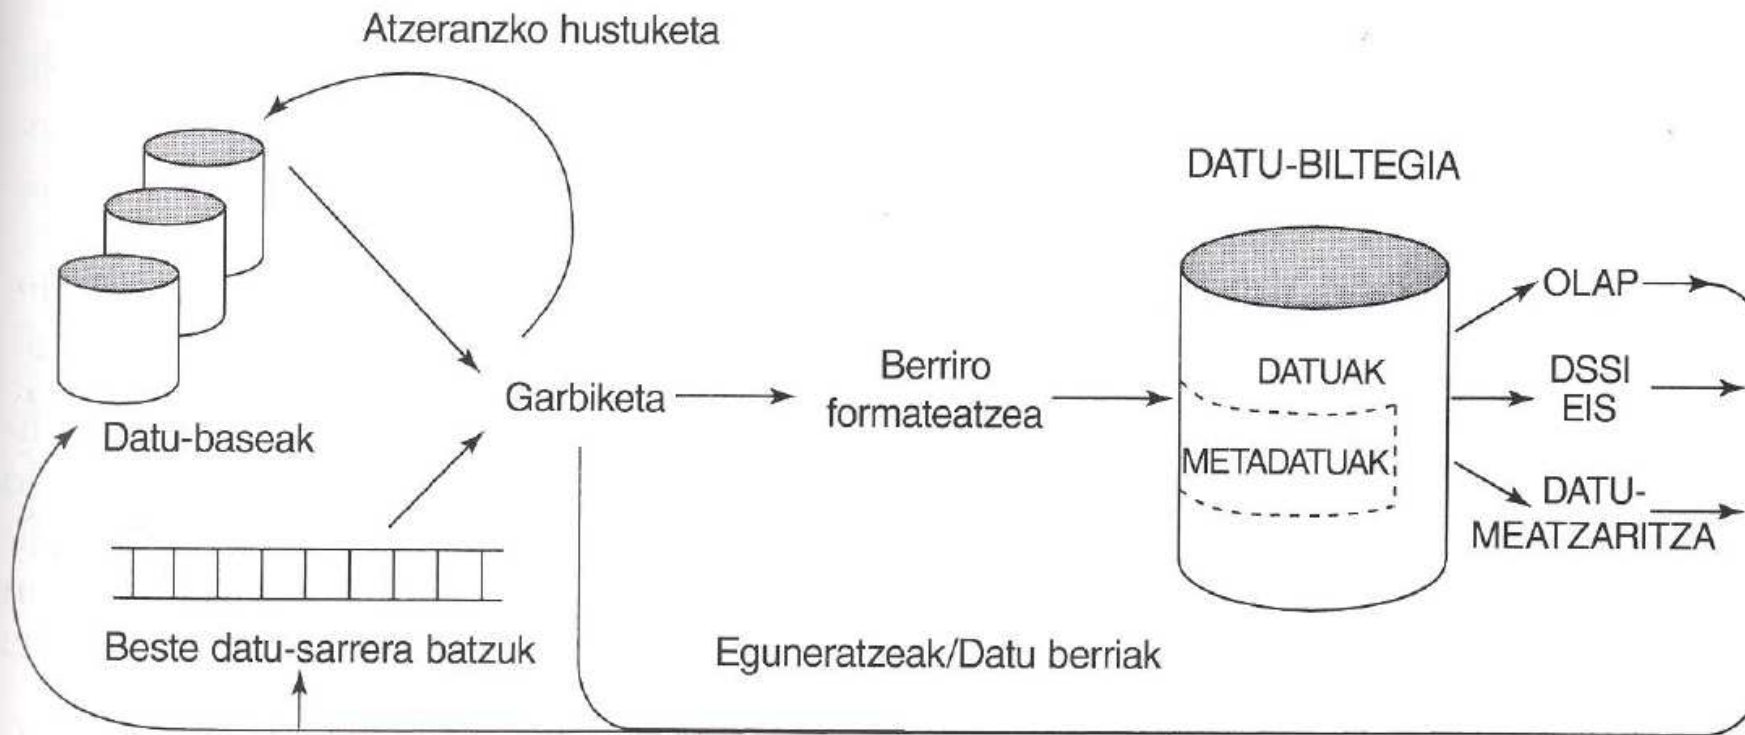 Atzeranzko hustuketa
DATU-BILTEGIA
OLAP
Berriro
formateatzea
DATUAK
DSSI
EIS
Garbiketa
Datu-baseak
METADATUAK
DATU-
MEATZARITZA
Beste datu-sarrera batzuk
Eguneratzeak/Datu berriak